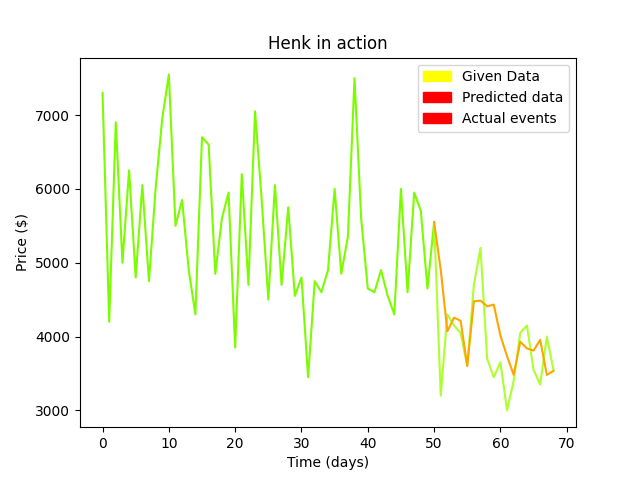 Henk in action
Given Data
Predicted data
Actual events
Price ($)
7000
6000
5000
4000
3000
0 10 20 30 40 50 60 70
Time (days)